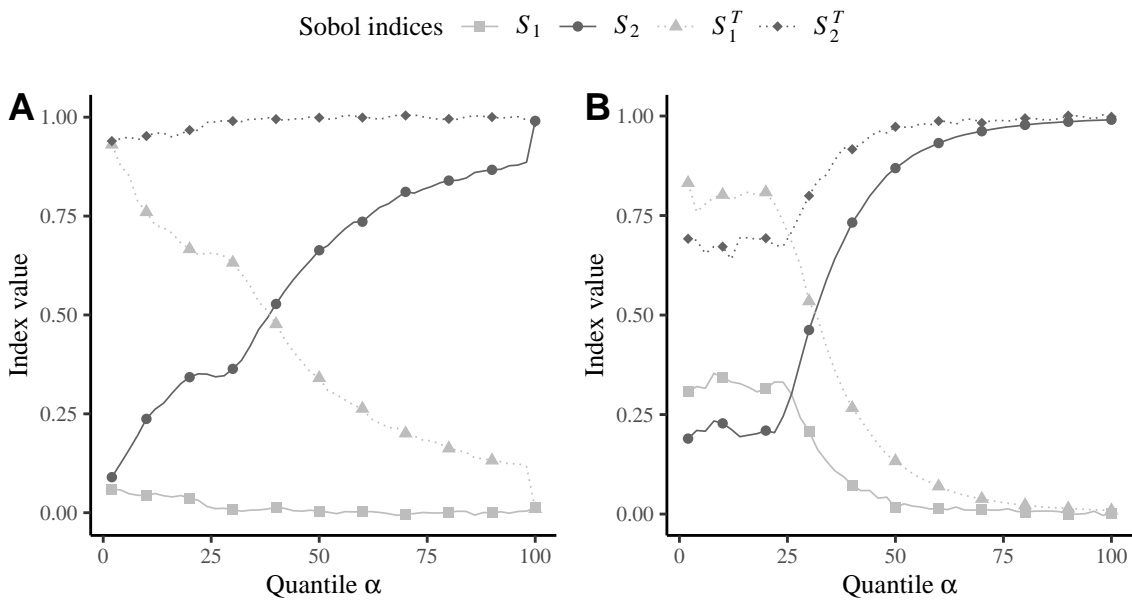 Sobol indices S₁ S₂ S₁ᵀ S₂ᵀ
A
B
1.00
0.75
0.50
0.25
0.00
Index value
0 25 50 75 100
Quantile α
1.00
0.75
0.50
0.25
0.00
Index value
0 25 50 75 100
Quantile α